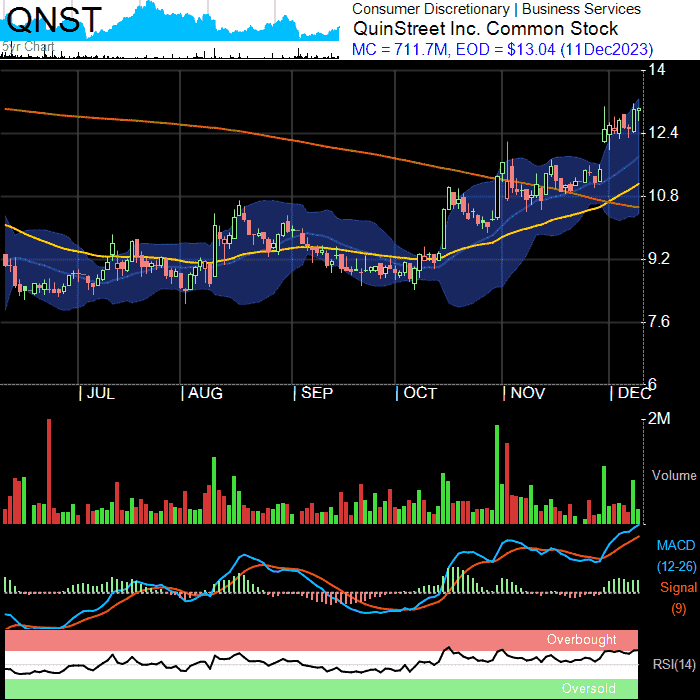 QNST
5yr Chart
Consumer Discretionary | Business Services
QuinStreet Inc. Common Stock
MC = 711.7M, EOD = $13.04 (11Dec2023)
14
12.4
10.8
9.2
7.6
6
JUL AUG SEP OCT NOV DEC
2M
Volume
MACD
(12-26)
Signal
(9)
Overbought
RSI(14)
Oversold